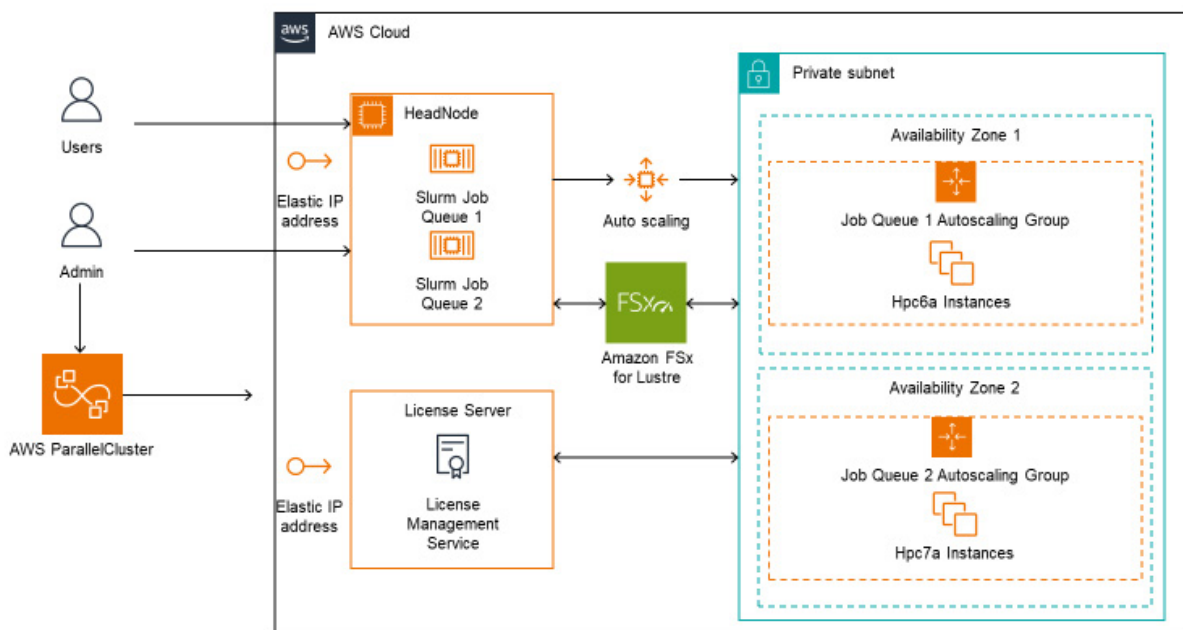 aws
AWS Cloud
Users
Admin
AWS ParallelCluster
Elastic IP
address
HeadNode
Slurm Job
Queue 1
Slurm Job
Queue 2
Auto scaling
FSx
Amazon FSx
for Lustre
Elastic IP
address
License Server
License
Management
Service
Private subnet
Availability Zone 1
Job Queue 1 Autoscaling Group
Hpc6a Instances
Availability Zone 2
Job Queue 2 Autoscaling Group
Hpc7a Instances